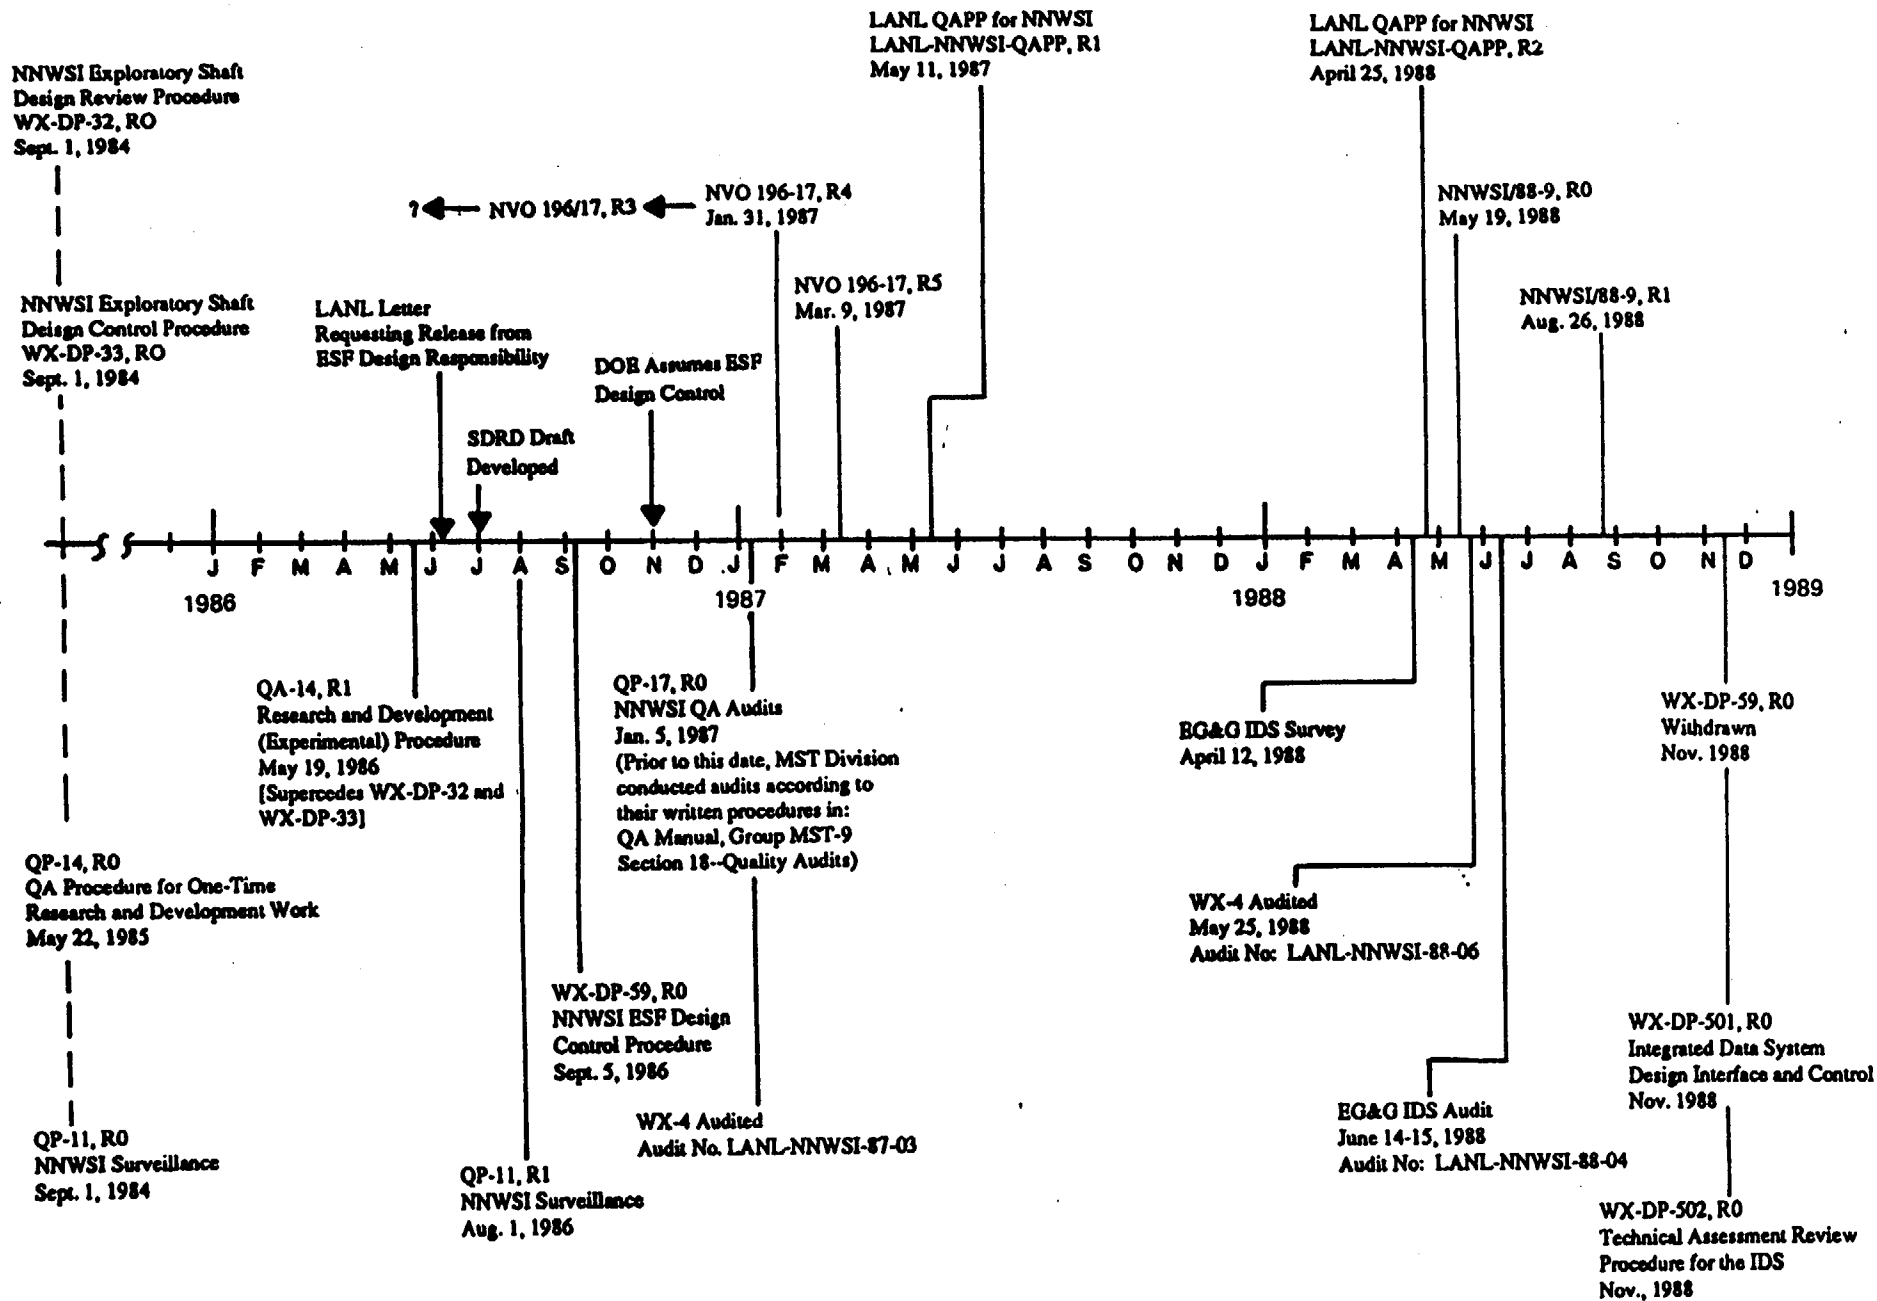 LANL QAPP for NNWSI
LANL-NNWSI-QAPP, R1
May 11, 1987
LANL QAPP for NNWSI
LANL-NNWSI-QAPP, R2
April 25, 1988
NNWSI Exploratory Shaft
Design Review Procedure
WX-DP-32, RO
Sept. 1, 1984
? NVO 196/17, R3
NVO 196-17, R4
Jan. 31, 1987
NNWSI/88-9, R0
May 19, 1988
NVO 196-17, R5
Mar. 9, 1987
NNWSI/88-9, R1
Aug. 26, 1988
NNWSI Exploratory Shaft
Deisgn Control Procedure
WX-DP-33, RO
Sept. 1, 1984
LANL Letter
Requesting Release from
ESF Design Responsibility
DOE Assumes ESF
Design Control
SDRD Draft
Developed
J F M A M J J A S O N D J F M A M J J A S O N D J F M A M J J A S O N D
1986 1987 1988 1989
QA-14, R1
Research and Development
(Experimental) Procedure
May 19, 1986
[Supercedes WX-DP-32 and
WX-DP-33]
QP-17, R0
NNWSI QA Audits
Jan. 5, 1987
(Prior to this date, MST Division
conducted audits according to
their written procedures in:
QA Manual, Group MST-9
Section 18--Quality Audits)
EG&G IDS Survey
April 12, 1988
WX-DP-59, R0
Withdrawn
Nov. 1988
QP-14, RO
QA Procedure for One-Time
Research and Development Work
May 22, 1985
WX-4 Audited
May 25, 1988
Audit No: LANL-NNWSI-88-06
WX-DP-59, R0
NNWSI ESF Design
Control Procedure
Sept. 5, 1986
WX-DP-501, R0
Integrated Data System
Design Interface and Control
Nov. 1988
WX-4 Audited
Audit No. LANL-NNWSI-87-03
EG&G IDS Audit
June 14-15, 1988
Audit No: LANL-NNWSI-88-04
QP-11, RO
NNWSI Surveillance
Sept. 1, 1984
QP-11, R1
NNWSI Surveillance
Aug. 1, 1986
WX-DP-502, R0
Technical Assessment Review
Procedure for the IDS
Nov., 1988